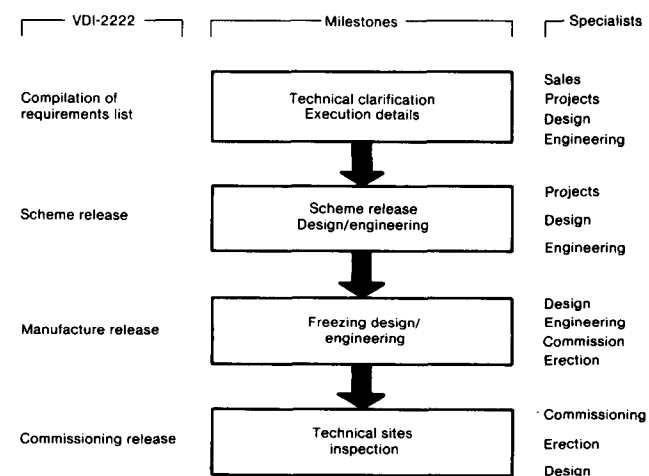 VDI-2222
Milestones
Specialists
Compilation of
requirements list
Technical clarification
Execution details
Sales
Projects
Design
Engineering
Scheme release
Scheme release
Design/engineering
Projects
Design
Engineering
Manufacture release
Freezing design/
engineering
Design
Engineering
Commission
Erection
Commissioning release
Technical sites
inspection
Commissioning
Erection
Design